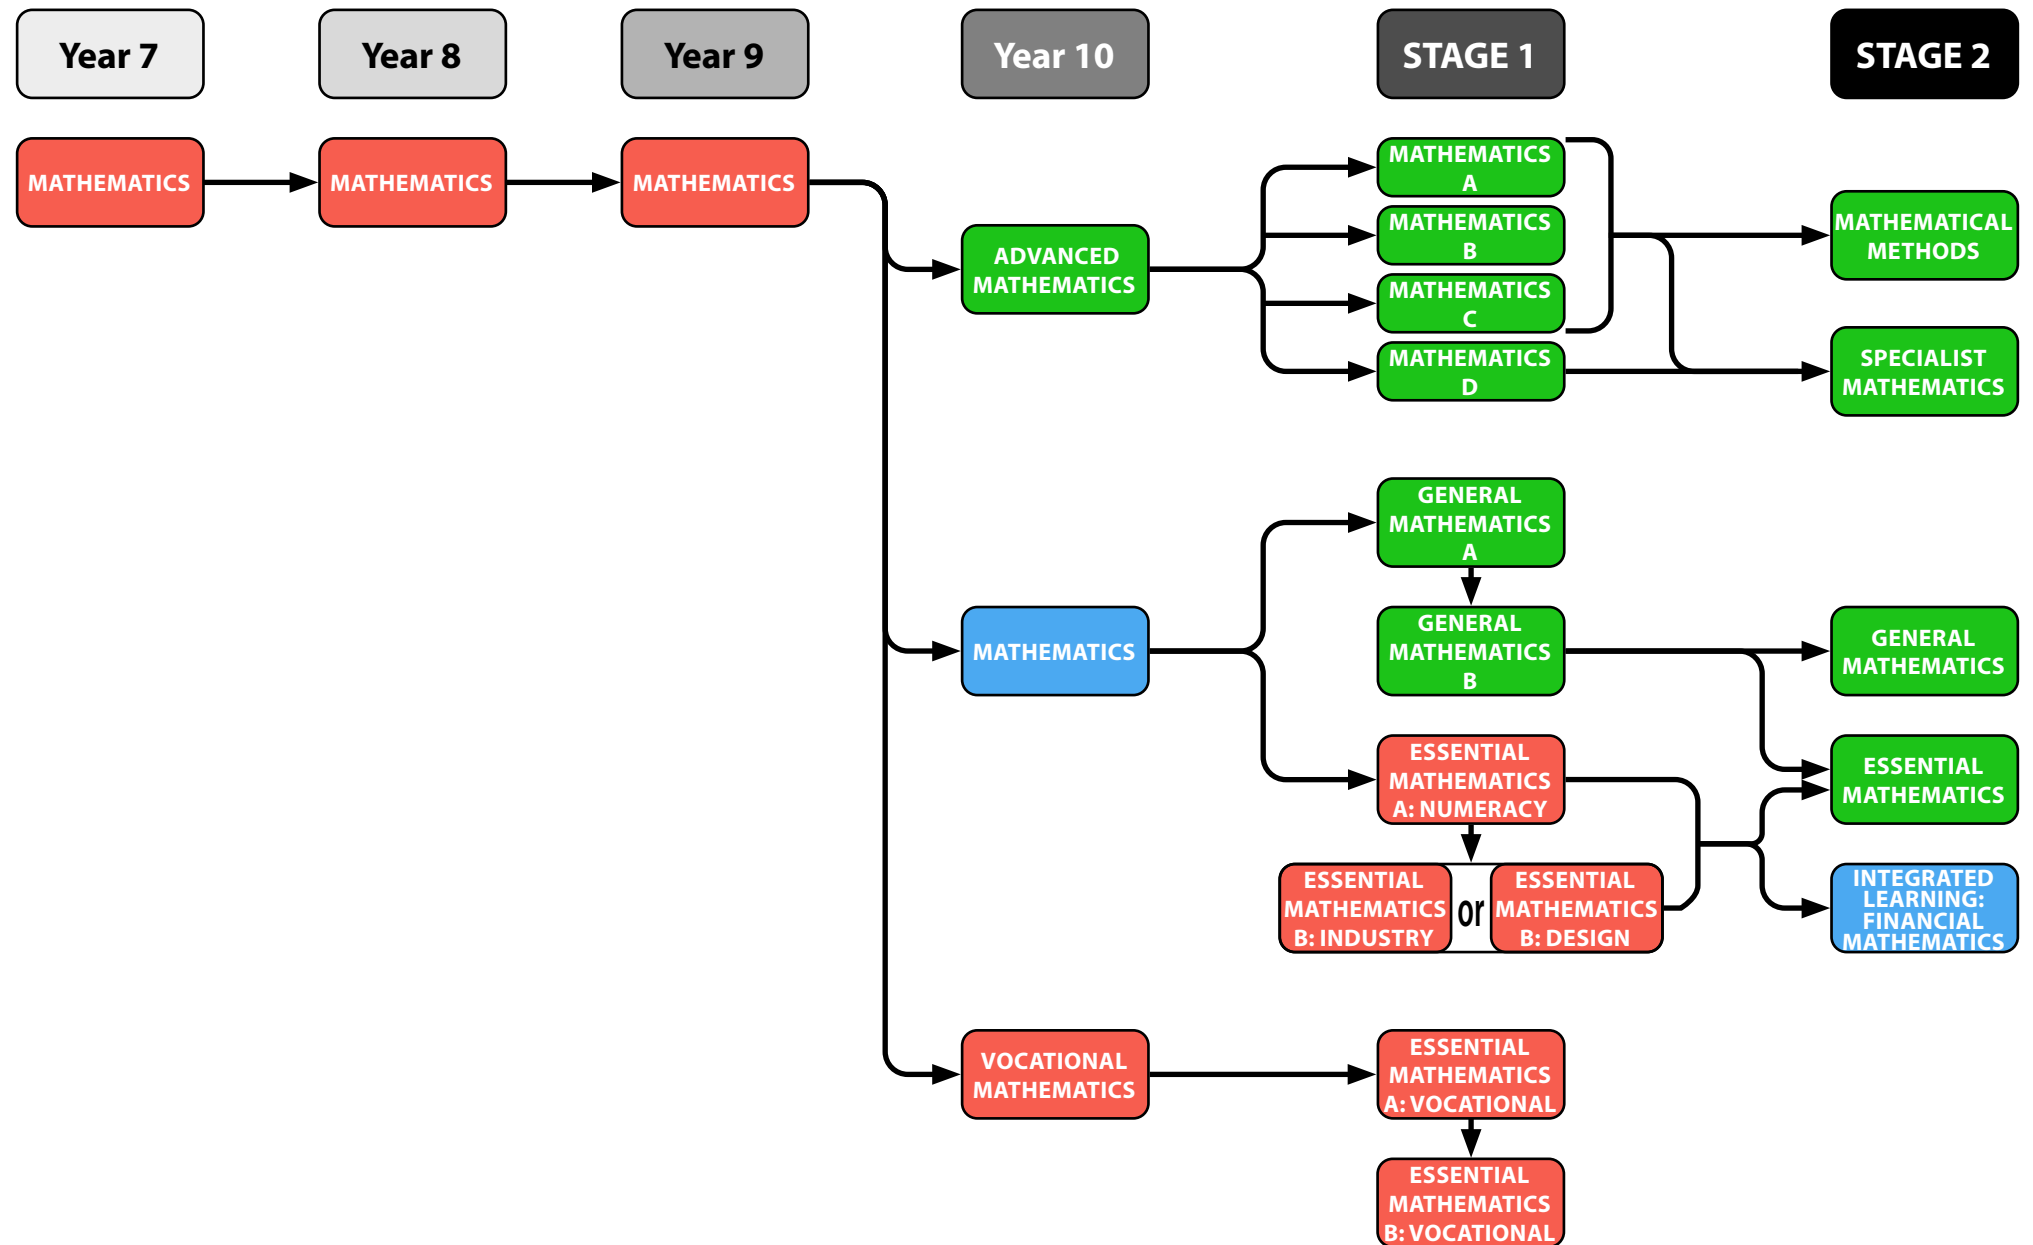 Year 7
Year 8
Year 9
Year 10
STAGE 1
STAGE 2
MATHEMATICS
MATHEMATICS
MATHEMATICS
ADVANCED
MATHEMATICS
MATHEMATICS
A
MATHEMATICS
B
MATHEMATICS
C
MATHEMATICS
D
MATHEMATICAL
METHODS
SPECIALIST
MATHEMATICS
MATHEMATICS
GENERAL
MATHEMATICS
A
GENERAL
MATHEMATICS
B
GENERAL
MATHEMATICS
ESSENTIAL
MATHEMATICS
A: NUMERACY
ESSENTIAL
MATHEMATICS
ESSENTIAL
MATHEMATICS
B: INDUSTRY
or
ESSENTIAL
MATHEMATICS
B: DESIGN
INTEGRATED
LEARNING:
FINANCIAL
MATHEMATICS
VOCATIONAL
MATHEMATICS
ESSENTIAL
MATHEMATICS
A: VOCATIONAL
ESSENTIAL
MATHEMATICS
B: VOCATIONAL